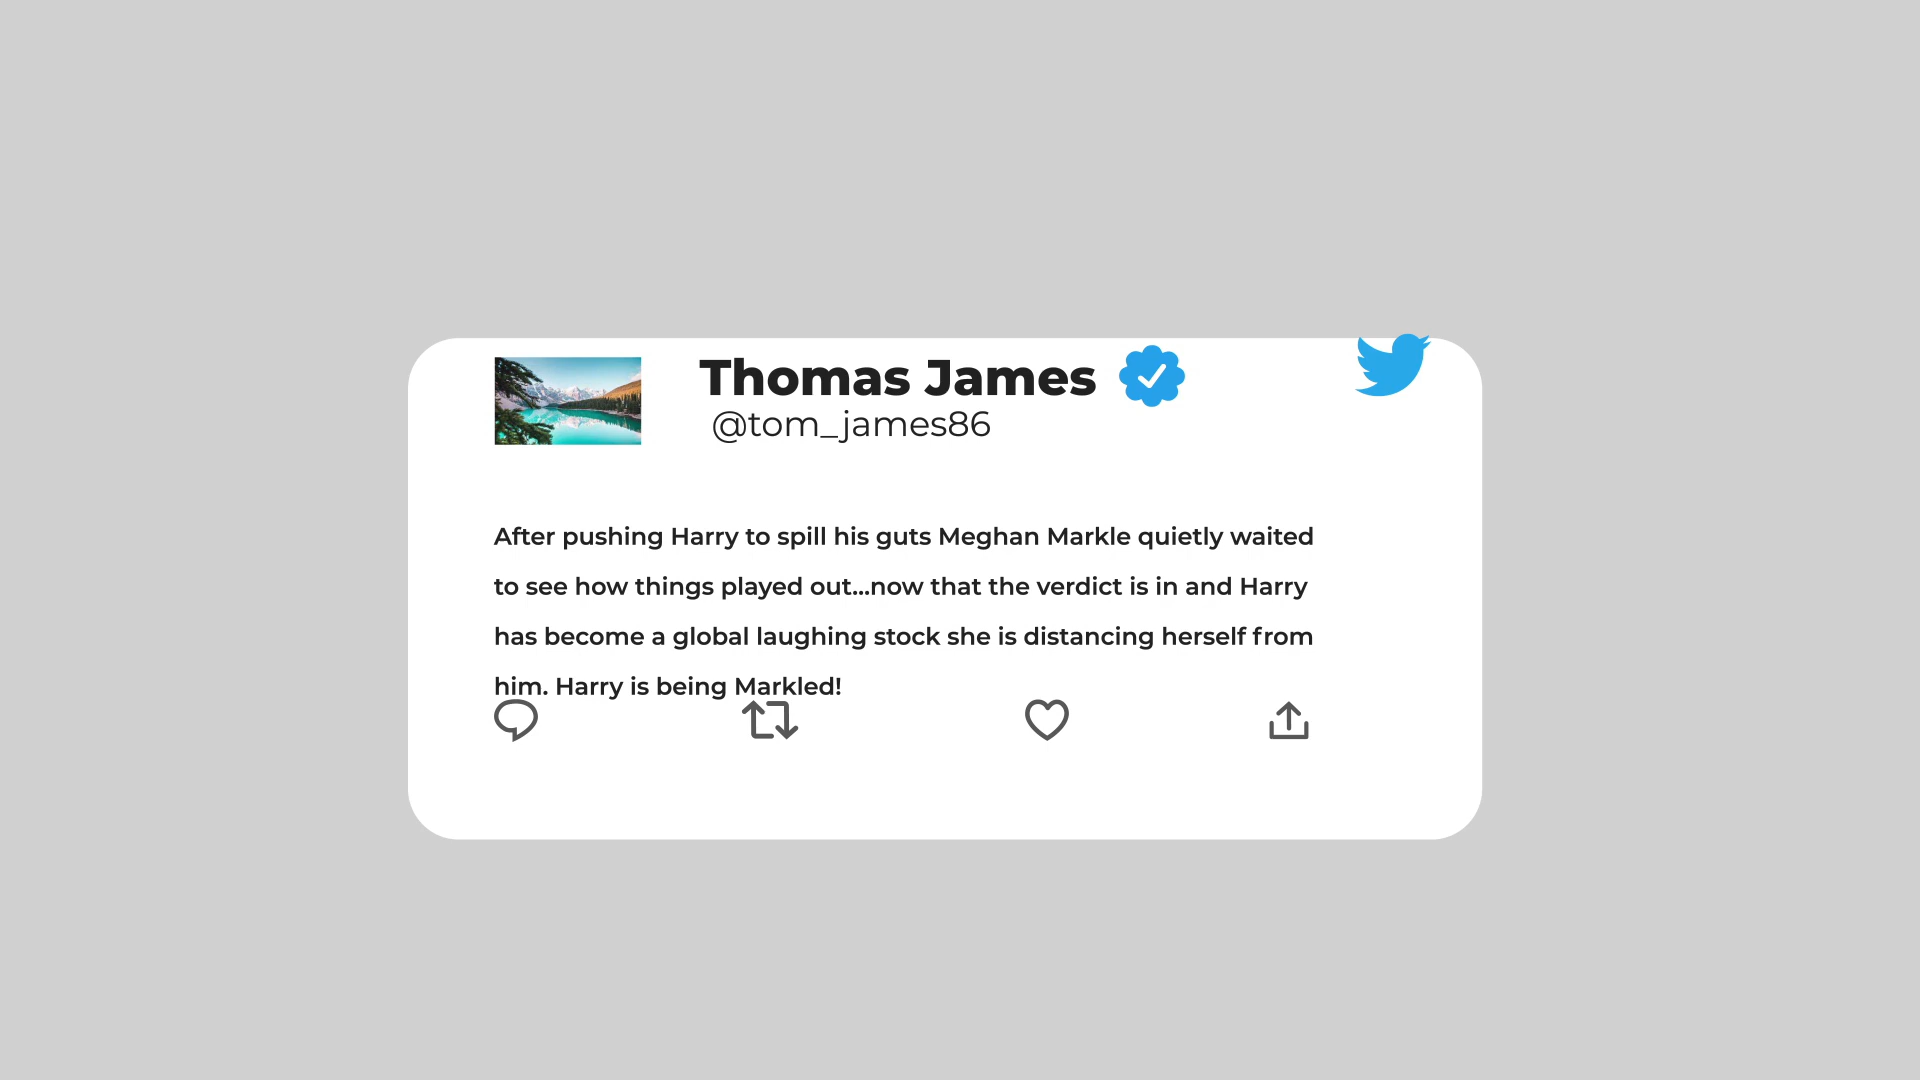 Thomas James
@tom_james86
After pushing Harry to spill his guts Meghan Markle quietly waited
to see how things played out...now that the verdict is in and Harry
has become a global laughing stock she is distancing herself from
him. Harry is being Markled!